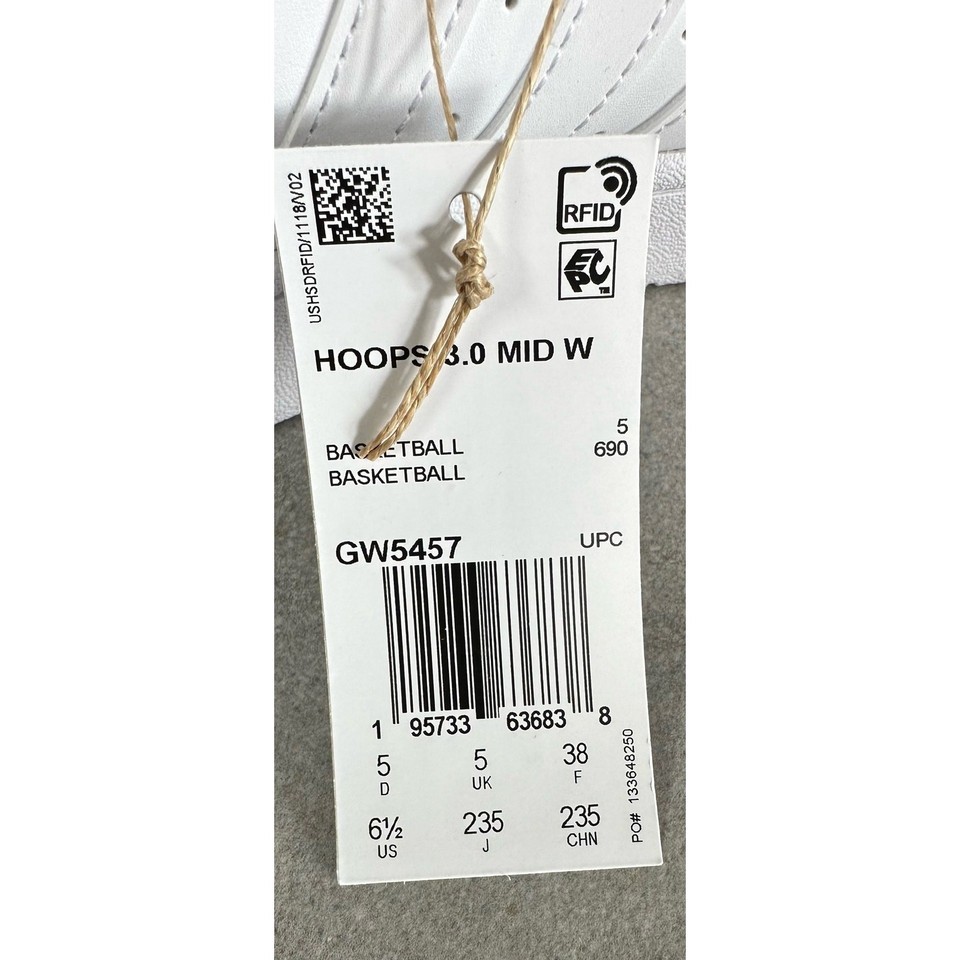 USHSDRFID/1118/V02
RFID
EPC™
HOOPS 3.0 MID W
5
BASKETBALL 690
BASKETBALL
GW5457 UPC
1 95733 63683 8
5 5 38
D UK F
6½ 235 235
US J CHN
PO# 133648250